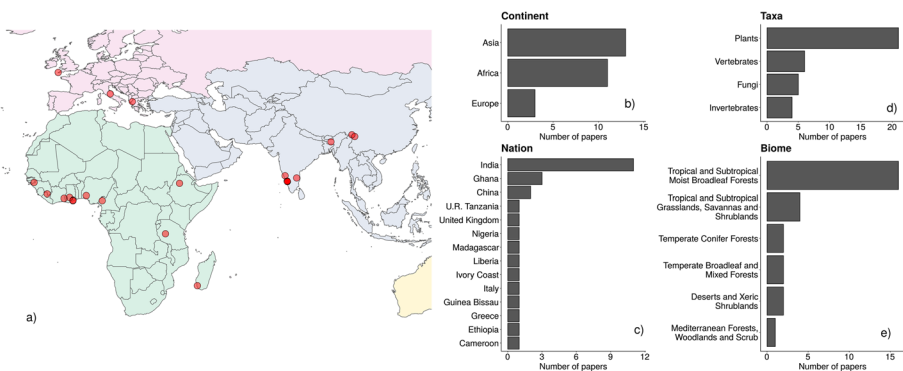 a)
Continent
Asia
Africa
Europe
b)
0
5
10
15
Number of papers
Taxa
Plants
Vertebrates
Fungi
Invertebrates
d)
0
5
10
15
20
Number of papers
Nation
India
Ghana
China
U.R. Tanzania
United Kingdom
Nigeria
Madagascar
Liberia
Ivory Coast
Italy
Guinea Bissau
Greece
Ethiopia
Cameroon
c)
0
3
6
9
12
Number of papers
Biome
Tropical and Subtropical
Moist Broadleaf Forests
Tropical and Subtropical
Grasslands, Savannas and
Shrublands
Temperate Conifer Forests
Temperate Broadleaf and
Mixed Forests
Deserts and Xeric
Shrublands
Mediterranean Forests,
Woodlands and Scrub
e)
0
5
10
15
Number of papers